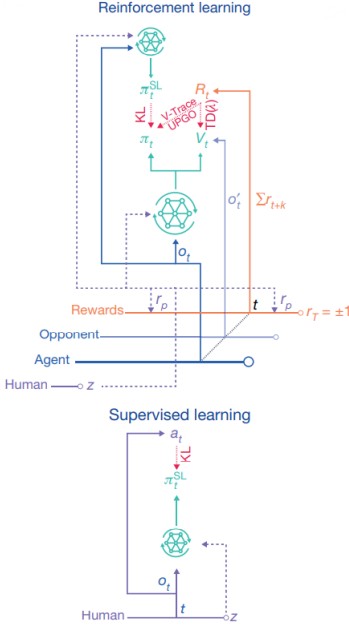 Reinforcement learning
π_t^SL R_t
KL V-Trace UPGO TD(λ)
π_t V_t
o′_t Σr_{t+k}
o_t
r_p t r_p
Rewards r_T = ±1
Opponent
Agent
Human z
Supervised learning
a_t
KL
π_t^SL
o_t
t
Human z